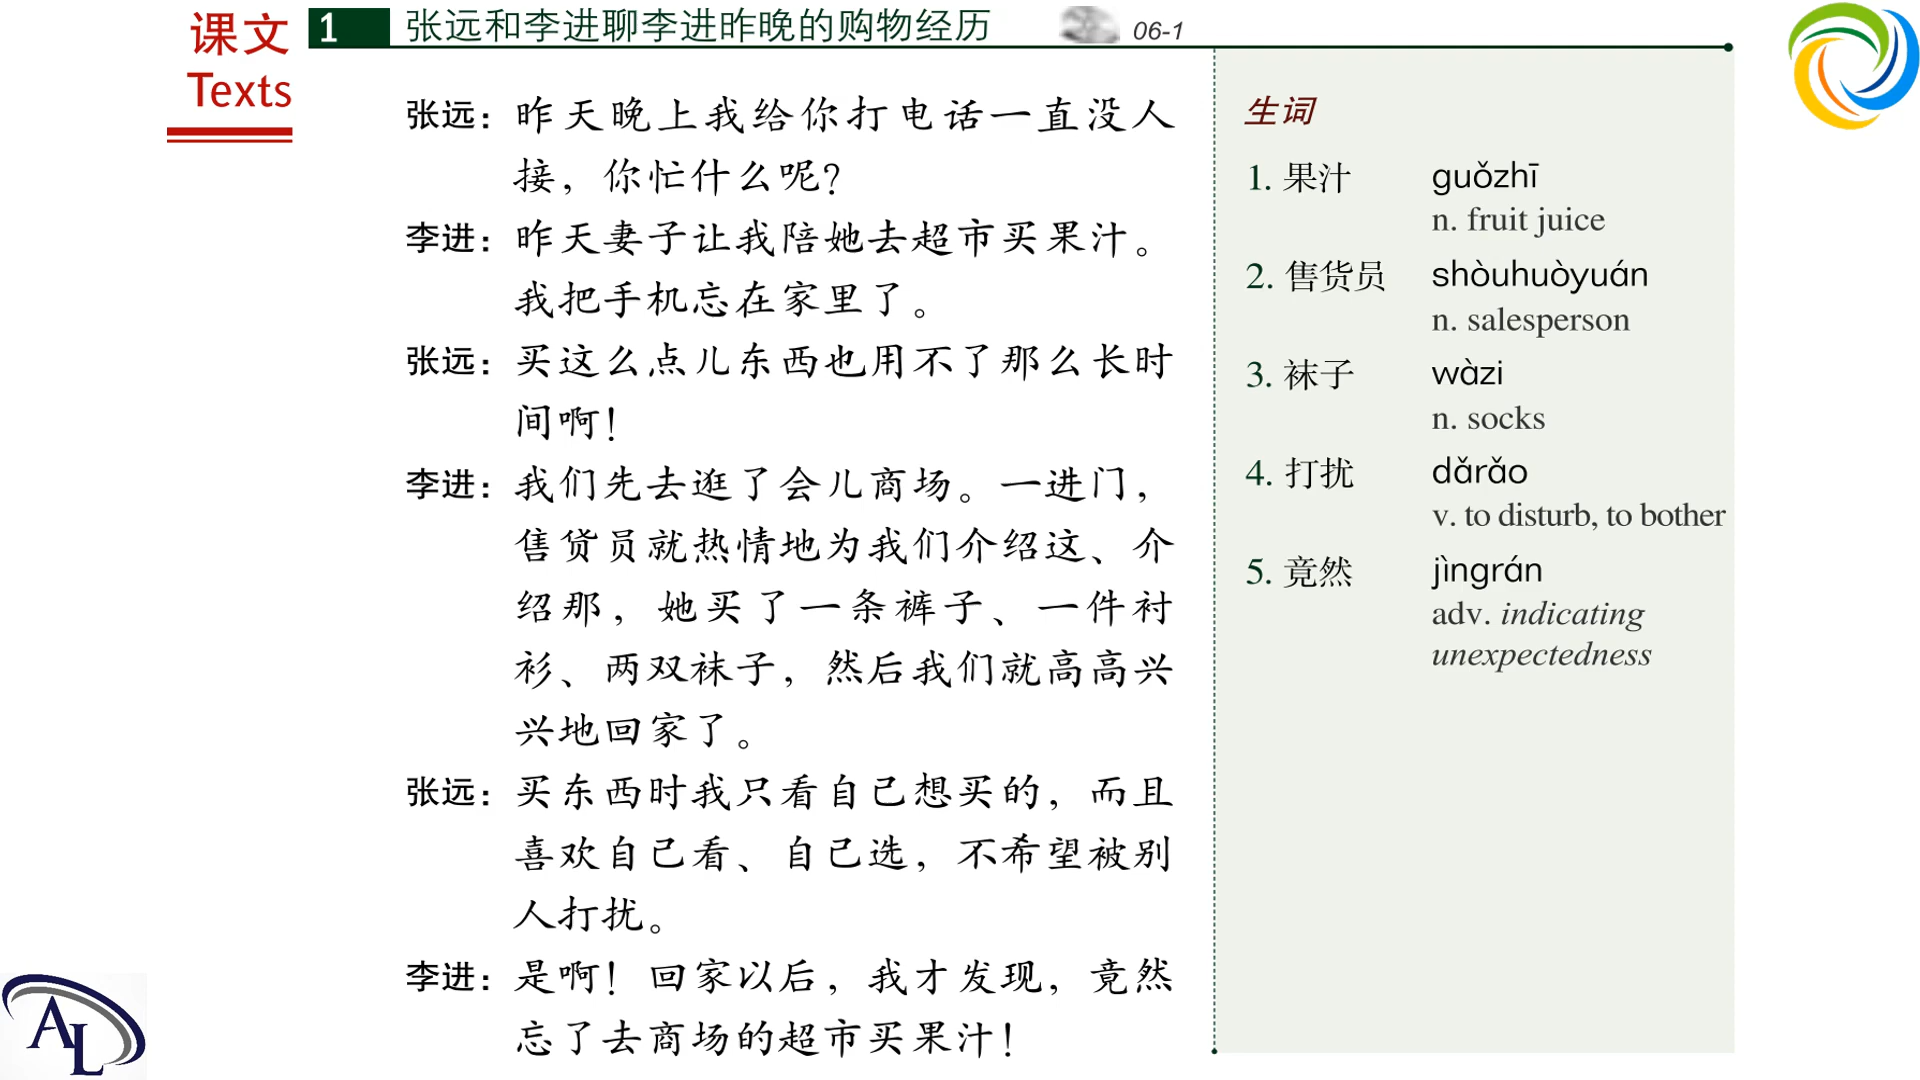 课文
Texts
1 张远和李进聊李进昨晚的购物经历 06-1
张远：昨天晚上我给你打电话一直没人
接，你忙什么呢？
李进：昨天妻子让我陪她去超市买果汁。
我把手机忘在家里了。
张远：买这么点儿东西也用不了那么长时
间啊！
李进：我们先去逛了会儿商场。一进门，
售货员就热情地为我们介绍这、介
绍那，她买了一条裤子、一件衬
衫、两双袜子，然后我们就高高兴
兴地回家了。
张远：买东西时我只看自己想买的，而且
喜欢自己看、自己选，不希望被别
人打扰。
李进：是啊！回家以后，我才发现，竟然
忘了去商场的超市买果汁！
生词
1. 果汁 guǒzhī
n. fruit juice
2. 售货员 shòuhuòyuán
n. salesperson
3. 袜子 wàzi
n. socks
4. 打扰 dǎrǎo
v. to disturb, to bother
5. 竟然 jìngrán
adv. indicating
unexpectedness
AL